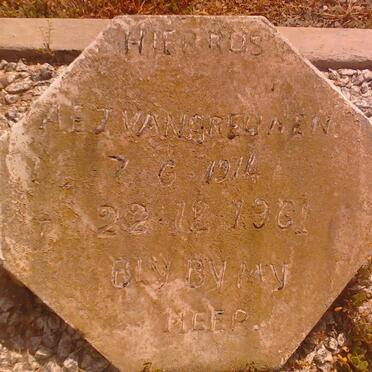 HIER RUS
A E J VAN GREUNEN
7 · 6 · 1914
22 · 12 · 1981
BLY BY MY
HEER.